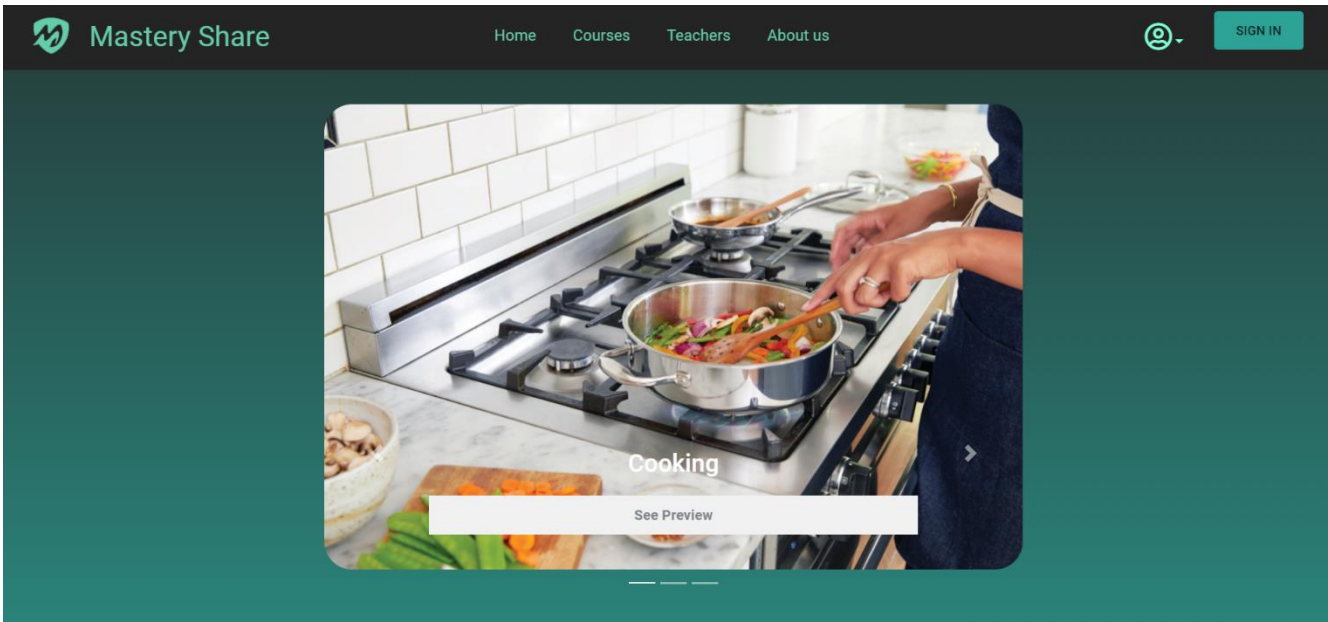 Mastery Share
Home Courses Teachers About us
SIGN IN
Cooking
See Preview